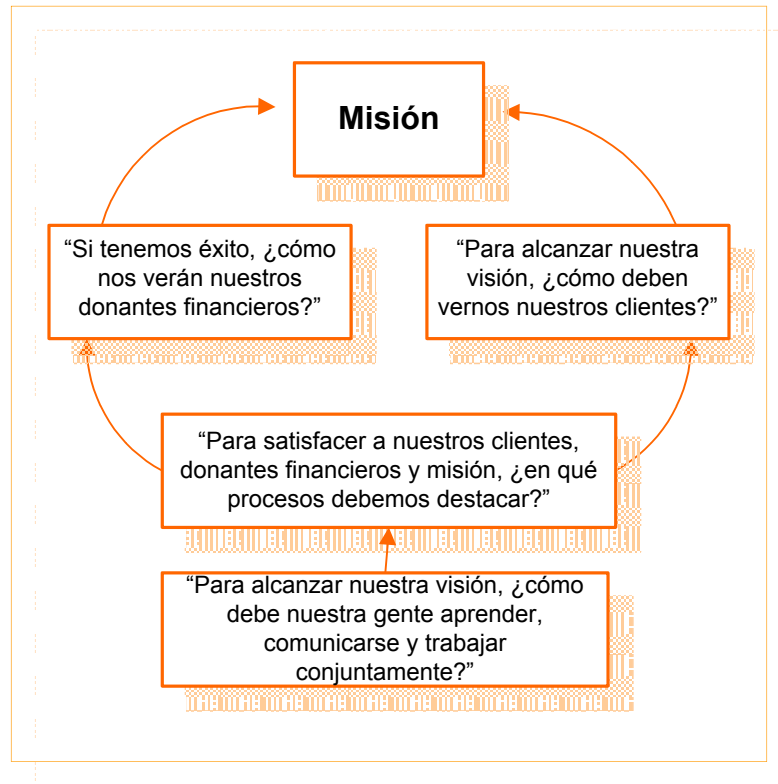 Misión
“Si tenemos éxito, ¿cómo
nos verán nuestros
donantes financieros?”
“Para alcanzar nuestra
visión, ¿cómo deben
vernos nuestros clientes?”
“Para satisfacer a nuestros clientes,
donantes financieros y misión, ¿en qué
procesos debemos destacar?”
“Para alcanzar nuestra visión, ¿cómo
debe nuestra gente aprender,
comunicarse y trabajar
conjuntamente?”